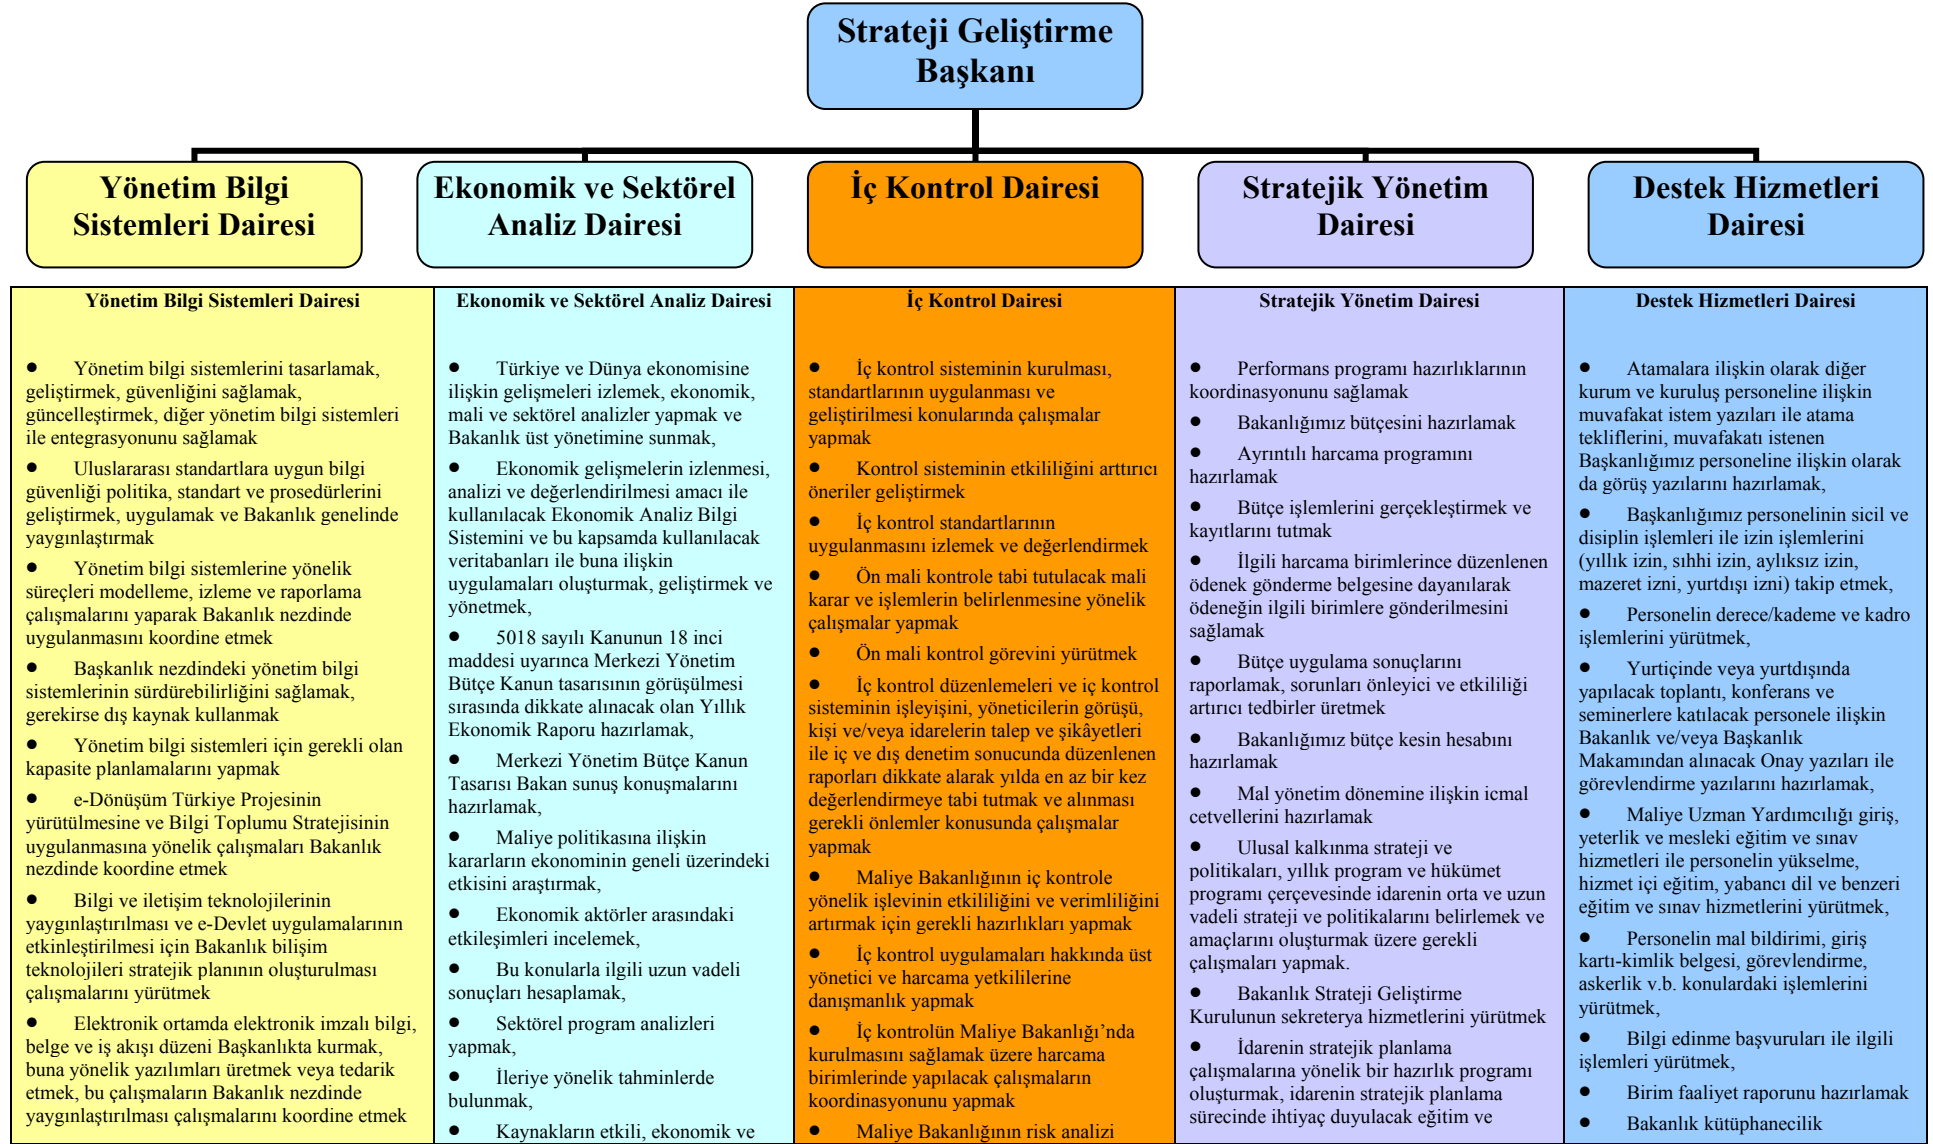 Strateji Geliştirme
Başkanı
Yönetim Bilgi
Sistemleri Dairesi
Ekonomik ve Sektörel
Analiz Dairesi
İç Kontrol Dairesi
Stratejik Yönetim
Dairesi
Destek Hizmetleri
Dairesi
Yönetim Bilgi Sistemleri Dairesi
● Yönetim bilgi sistemlerini tasarlamak,
geliştirmek, güvenliğini sağlamak,
güncelleştirmek, diğer yönetim bilgi sistemleri
ile entegrasyonunu sağlamak
● Uluslararası standartlara uygun bilgi
güvenliği politika, standart ve prosedürlerini
geliştirmek, uygulamak ve Bakanlık genelinde
yaygınlaştırmak
● Yönetim bilgi sistemlerine yönelik
süreçleri modelleme, izleme ve raporlama
çalışmalarını yaparak Bakanlık nezdinde
uygulanmasını koordine etmek
● Başkanlık nezdindeki yönetim bilgi
sistemlerinin sürdürebilirliğini sağlamak,
gerekirse dış kaynak kullanmak
● Yönetim bilgi sistemleri için gerekli olan
kapasite planlamalarını yapmak
● e-Dönüşüm Türkiye Projesinin
yürütülmesine ve Bilgi Toplumu Stratejisinin
uygulanmasına yönelik çalışmaları Bakanlık
nezdinde koordine etmek
● Bilgi ve iletişim teknolojilerinin
yaygınlaştırılması ve e-Devlet uygulamalarının
etkinleştirilmesi için Bakanlık bilişim
teknolojileri stratejik planının oluşturulması
çalışmalarını yürütmek
● Elektronik ortamda elektronik imzalı bilgi,
belge ve iş akışı düzeni Başkanlıkta kurmak,
buna yönelik yazılımları üretmek veya tedarik
etmek, bu çalışmaların Bakanlık nezdinde
yaygınlaştırılması çalışmalarını koordine etmek
Ekonomik ve Sektörel Analiz Dairesi
● Türkiye ve Dünya ekonomisine
ilişkin gelişmeleri izlemek, ekonomik,
mali ve sektörel analizler yapmak ve
Bakanlık üst yönetimine sunmak,
● Ekonomik gelişmelerin izlenmesi,
analizi ve değerlendirilmesi amacı ile
kullanılacak Ekonomik Analiz Bilgi
Sistemini ve bu kapsamda kullanılacak
veritabanları ile buna ilişkin
uygulamaları oluşturmak, geliştirmek ve
yönetmek,
● 5018 sayılı Kanunun 18 inci
maddesi uyarınca Merkezi Yönetim
Bütçe Kanun tasarısının görüşülmesi
sırasında dikkate alınacak olan Yıllık
Ekonomik Raporu hazırlamak,
● Merkezi Yönetim Bütçe Kanun
Tasarısı Bakan sunuş konuşmalarını
hazırlamak,
● Maliye politikasına ilişkin
kararların ekonominin geneli üzerindeki
etkisini araştırmak,
● Ekonomik aktörler arasındaki
etkileşimleri incelemek,
● Bu konularla ilgili uzun vadeli
sonuçları hesaplamak,
● Sektörel program analizleri
yapmak,
● İleriye yönelik tahminlerde
bulunmak,
● Kaynakların etkili, ekonomik ve
İç Kontrol Dairesi
● İç kontrol sisteminin kurulması,
standartlarının uygulanması ve
geliştirilmesi konularında çalışmalar
yapmak
● Kontrol sisteminin etkililiğini arttırıcı
öneriler geliştirmek
● İç kontrol standartlarının
uygulanmasını izlemek ve değerlendirmek
● Ön mali kontrole tabi tutulacak mali
karar ve işlemlerin belirlenmesine yönelik
çalışmalar yapmak
● Ön mali kontrol görevini yürütmek
● İç kontrol düzenlemeleri ve iç kontrol
sisteminin işleyişini, yöneticilerin görüşü,
kişi ve/veya idarelerin talep ve şikâyetleri
ile iç ve dış denetim sonucunda düzenlenen
raporları dikkate alarak yılda en az bir kez
değerlendirmeye tabi tutmak ve alınması
gerekli önlemler konusunda çalışmalar
yapmak
● Maliye Bakanlığının iç kontrole
yönelik işlevinin etkililiğini ve verimliliğini
artırmak için gerekli hazırlıkları yapmak
● İç kontrol uygulamaları hakkında üst
yönetici ve harcama yetkililerine
danışmanlık yapmak
● İç kontrolün Maliye Bakanlığı’nda
kurulmasını sağlamak üzere harcama
birimlerinde yapılacak çalışmaların
koordinasyonunu yapmak
● Maliye Bakanlığının risk analizi
Stratejik Yönetim Dairesi
● Performans programı hazırlıklarının
koordinasyonunu sağlamak
● Bakanlığımız bütçesini hazırlamak
● Ayrıntılı harcama programını
hazırlamak
● Bütçe işlemlerini gerçekleştirmek ve
kayıtlarını tutmak
● İlgili harcama birimlerince düzenlenen
ödenek gönderme belgesine dayanılarak
ödeneğin ilgili birimlere gönderilmesini
sağlamak
● Bütçe uygulama sonuçlarını
raporlamak, sorunları önleyici ve etkililiği
artırıcı tedbirler üretmek
● Bakanlığımız bütçe kesin hesabını
hazırlamak
● Mal yönetim dönemine ilişkin icmal
cetvellerini hazırlamak
● Ulusal kalkınma strateji ve
politikaları, yıllık program ve hükümet
programı çerçevesinde idarenin orta ve uzun
vadeli strateji ve politikalarını belirlemek ve
amaçlarını oluşturmak üzere gerekli
çalışmaları yapmak.
● Bakanlık Strateji Geliştirme
Kurulunun sekreterya hizmetlerini yürütmek
● İdarenin stratejik planlama
çalışmalarına yönelik bir hazırlık programı
oluşturmak, idarenin stratejik planlama
sürecinde ihtiyaç duyulacak eğitim ve
Destek Hizmetleri Dairesi
● Atamalara ilişkin olarak diğer
kurum ve kuruluş personeline ilişkin
muvafakat istem yazıları ile atama
tekliflerini, muvafakatı istenen
Başkanlığımız personeline ilişkin olarak
da görüş yazılarını hazırlamak,
● Başkanlığımız personelinin sicil ve
disiplin işlemleri ile izin işlemlerini
(yıllık izin, sıhhi izin, aylıksız izin,
mazeret izni, yurtdışı izni) takip etmek,
● Personelin derece/kademe ve kadro
işlemlerini yürütmek,
● Yurtiçinde veya yurtdışında
yapılacak toplantı, konferans ve
seminerlere katılacak personele ilişkin
Bakanlık ve/veya Başkanlık
Makamından alınacak Onay yazıları ile
görevlendirme yazılarını hazırlamak,
● Maliye Uzman Yardımcılığı giriş,
yeterlik ve mesleki eğitim ve sınav
hizmetleri ile personelin yükselme,
hizmet içi eğitim, yabancı dil ve benzeri
eğitim ve sınav hizmetlerini yürütmek,
● Personelin mal bildirimi, giriş
kartı-kimlik belgesi, görevlendirme,
askerlik v.b. konulardaki işlemlerini
yürütmek,
● Bilgi edinme başvuruları ile ilgili
işlemleri yürütmek,
● Birim faaliyet raporunu hazırlamak
● Bakanlık kütüphanecilik